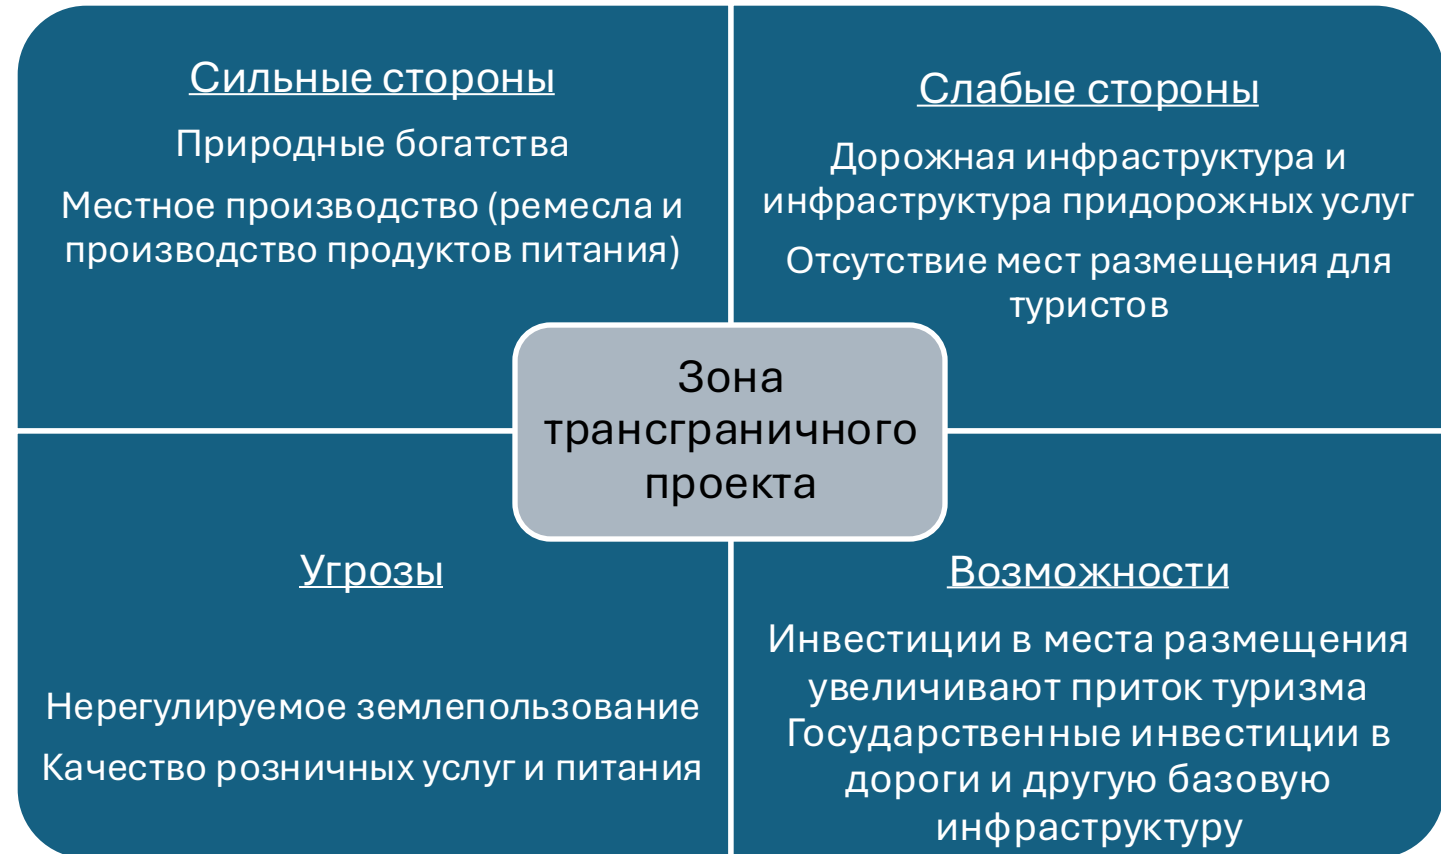 Сильные стороны
Природные богатства
Местное производство (ремесла и
производство продуктов питания)
Слабые стороны
Дорожная инфраструктура и
инфраструктура придорожных услуг
Отсутствие мест размещения для
туристов
Зона
трансграничного
проекта
Угрозы
Нерегулируемое землепользование
Качество розничных услуг и питания
Возможности
Инвестиции в места размещения
увеличивают приток туризма
Государственные инвестиции в
дороги и другую базовую
инфраструктуру